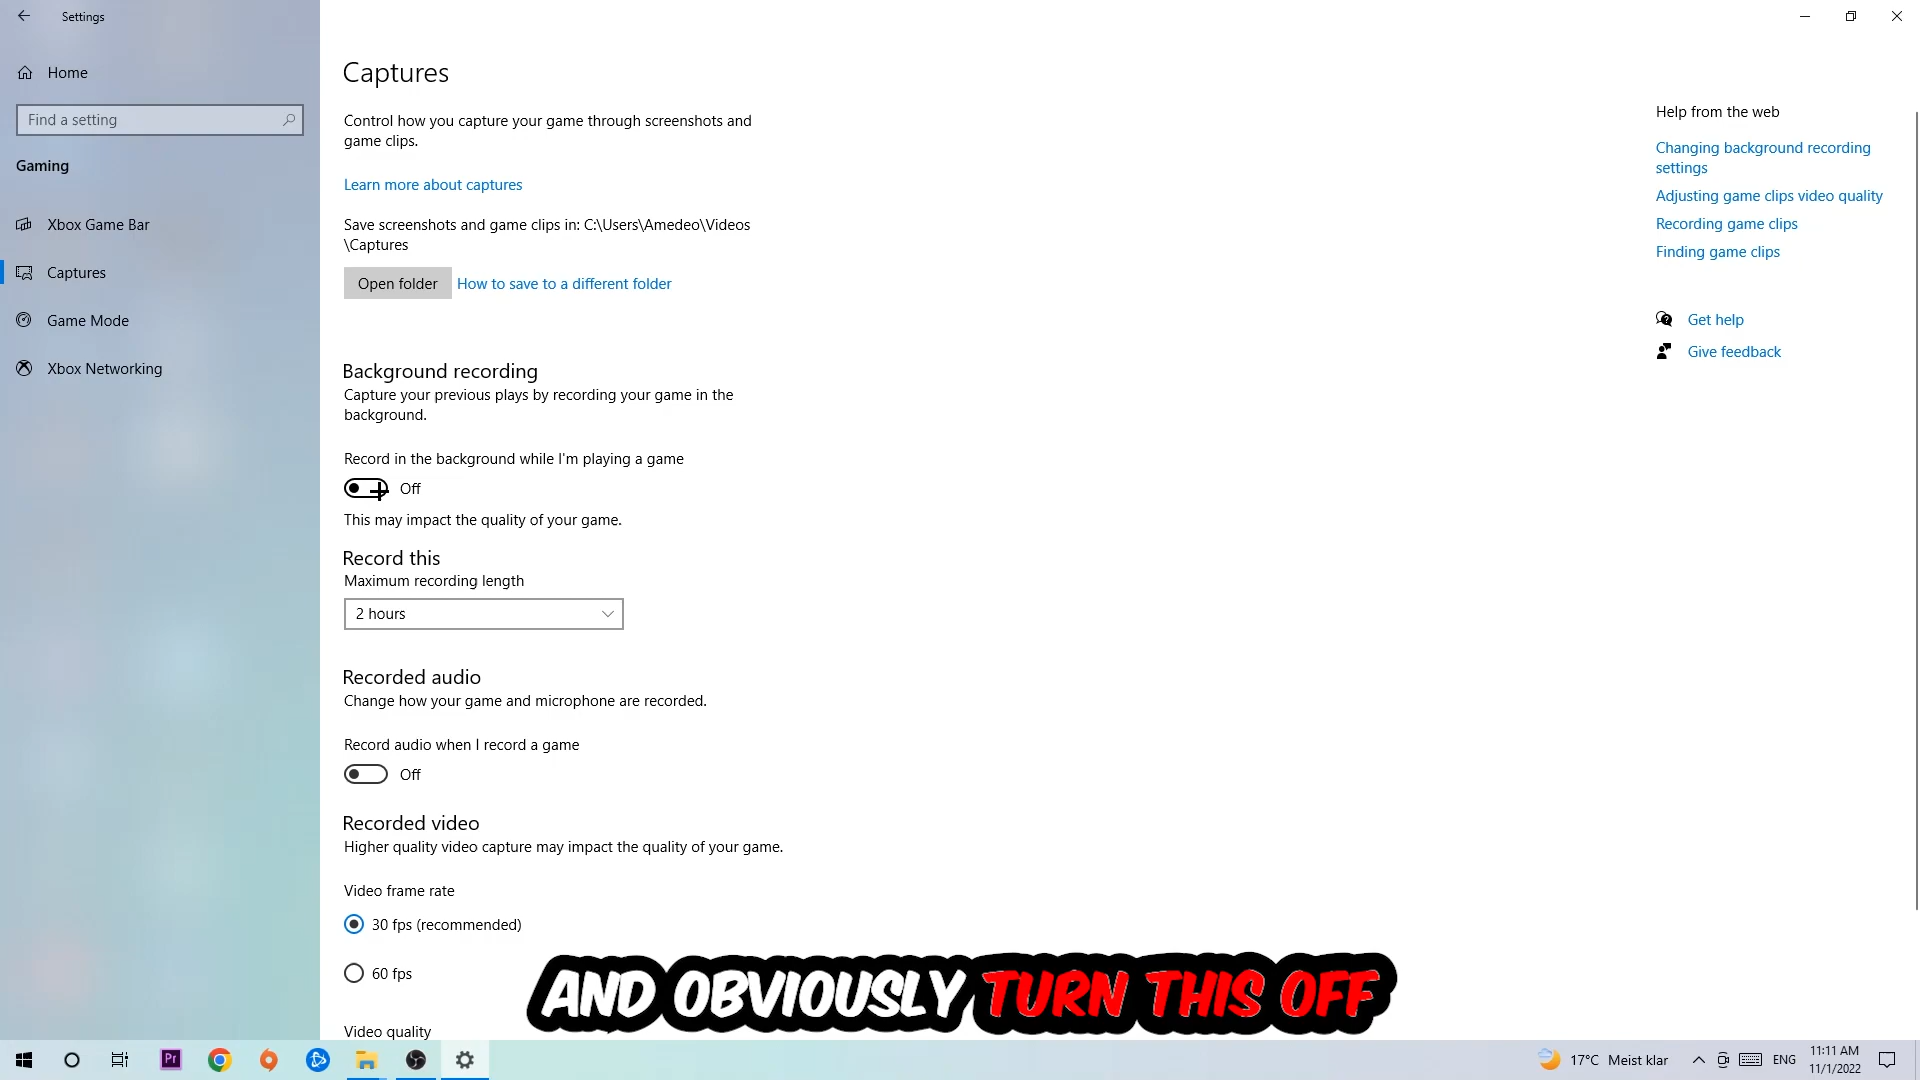 Settings
Home
Find a setting
Gaming
Xbox Game Bar
Captures
Game Mode
Xbox Networking
Captures
Control how you capture your game through screenshots and
game clips.
Learn more about captures
Save screenshots and game clips in: C:\Users\Amedeo\Videos
\Captures
Open folder
How to save to a different folder
Background recording
Capture your previous plays by recording your game in the
background.
Record in the background while I'm playing a game
Off
This may impact the quality of your game.
Record this
Maximum recording length
2 hours
Recorded audio
Change how your game and microphone are recorded.
Record audio when I record a game
Off
Recorded video
Higher quality video capture may impact the quality of your game.
Video frame rate
30 fps (recommended)
60 fps
Video quality
Help from the web
Changing background recording
settings
Adjusting game clips video quality
Recording game clips
Finding game clips
Get help
Give feedback
AND OBVIOUSLY TURN THIS OFF
Pr
17°C Meist klar
ENG
11:11 AM
11/1/2022